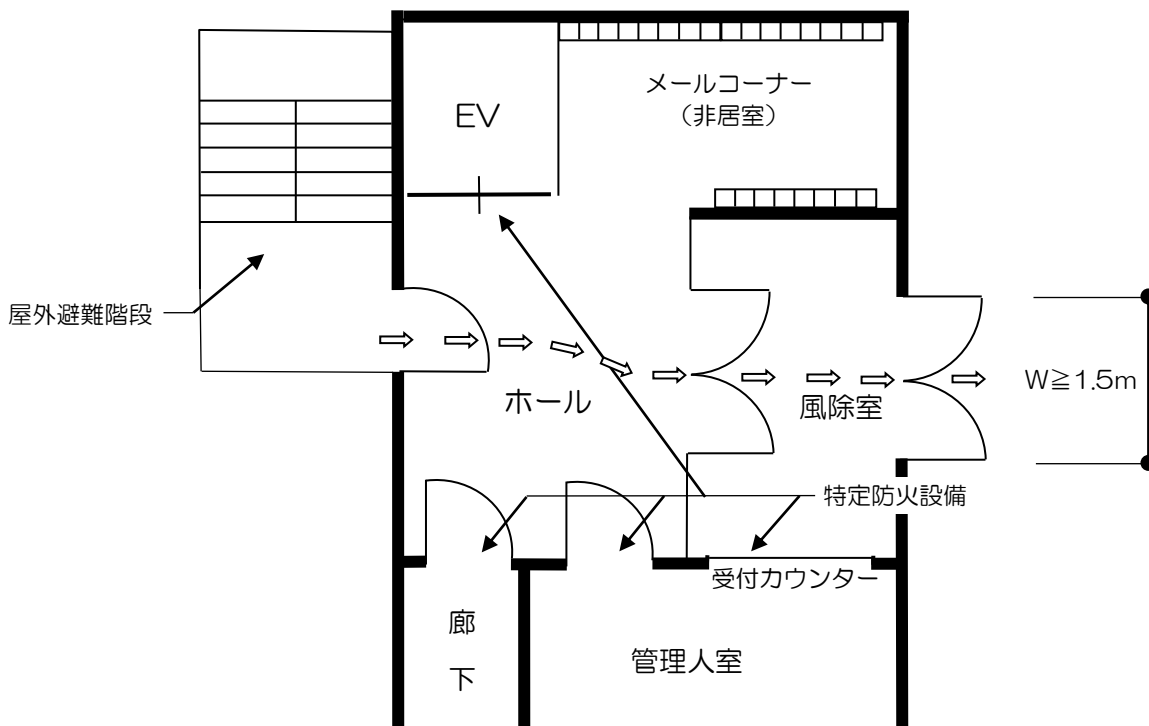 メールコーナー
（非居室）
EV
屋外避難階段
W≧1.5m
ホール
風除室
特定防火設備
受付カウンター
廊
下
管理人室